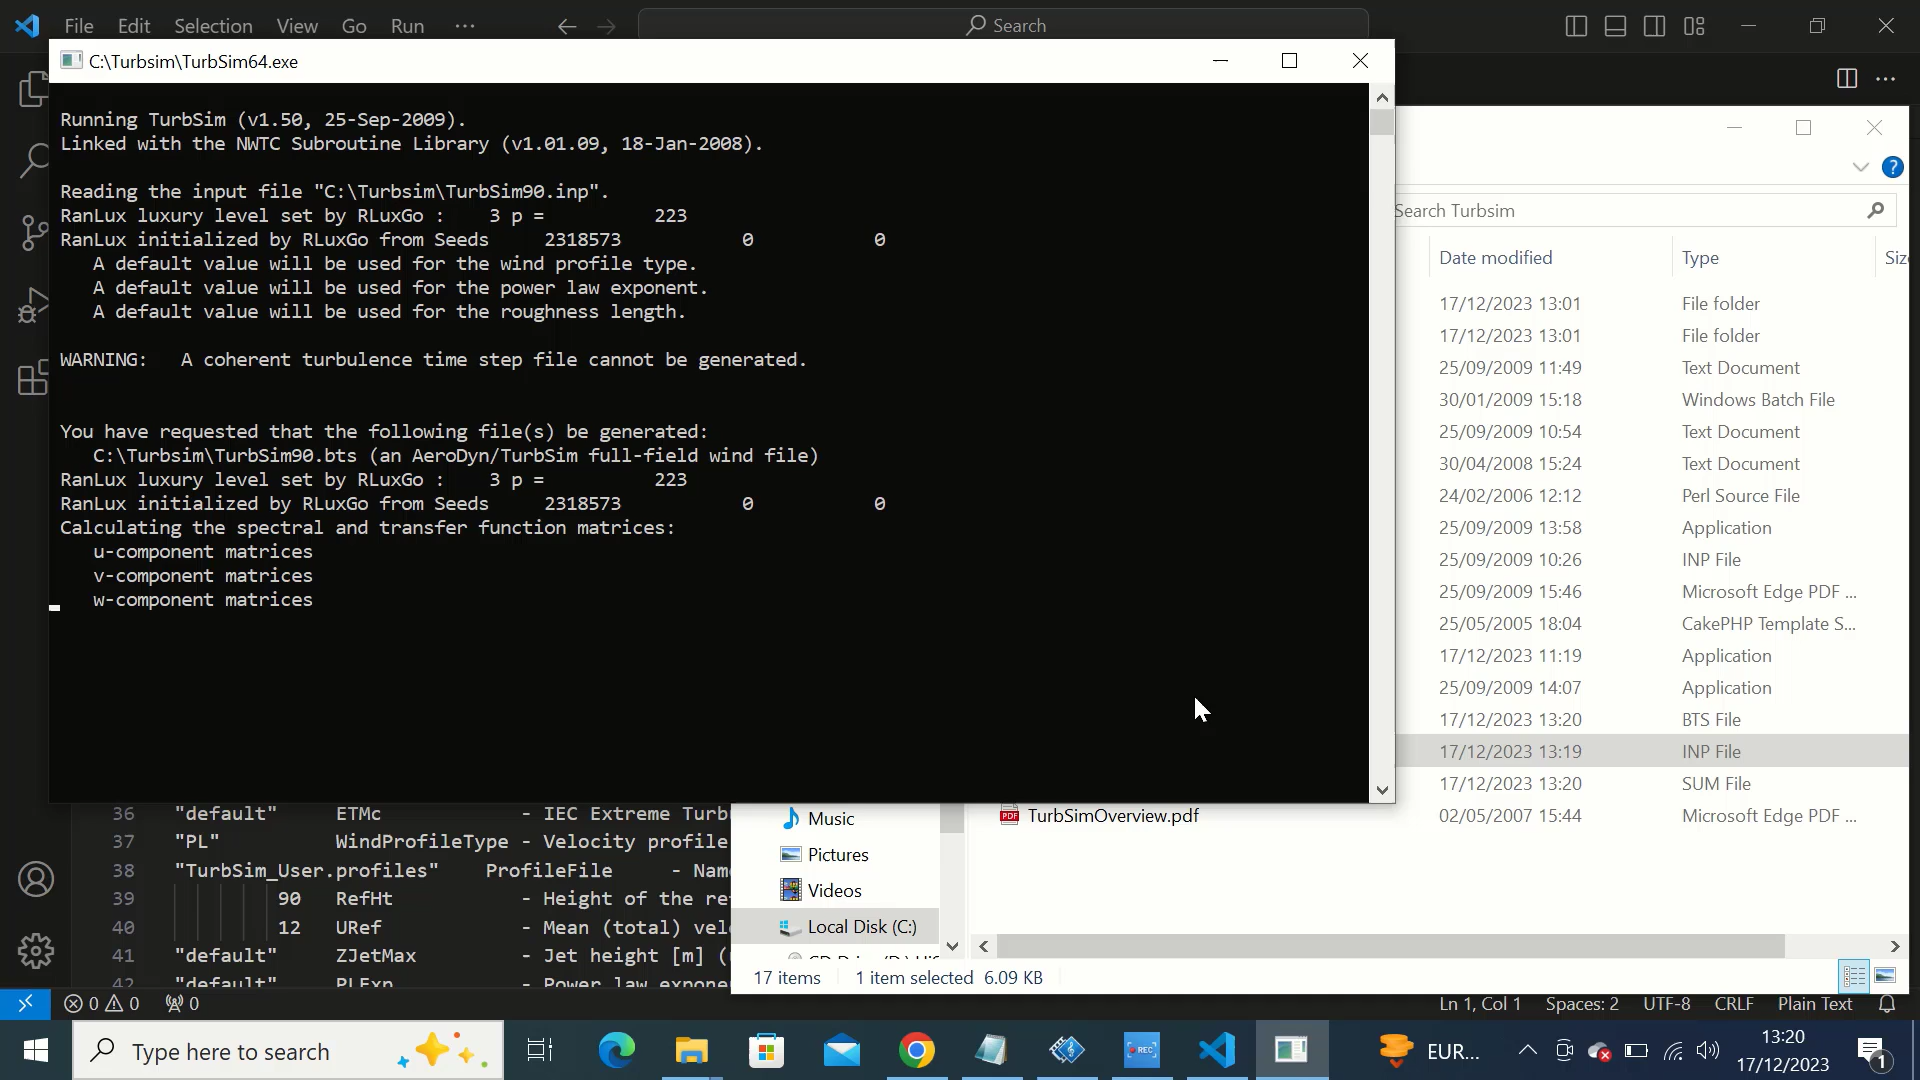 File Edit Selection View Go Run ···
Search
C:\Turbsim\TurbSim64.exe
Running TurbSim (v1.50, 25-Sep-2009).
Linked with the NWTC Subroutine Library (v1.01.09, 18-Jan-2008).
Reading the input file "C:\Turbsim\TurbSim90.inp".
RanLux luxury level set by RLuxGo : 3 p = 223
RanLux initialized by RLuxGo from Seeds 2318573 0 0
A default value will be used for the wind profile type.
A default value will be used for the power law exponent.
A default value will be used for the roughness length.
WARNING: A coherent turbulence time step file cannot be generated.
You have requested that the following file(s) be generated:
C:\Turbsim\TurbSim90.bts (an AeroDyn/TurbSim full-field wind file)
RanLux luxury level set by RLuxGo : 3 p = 223
RanLux initialized by RLuxGo from Seeds 2318573 0 0
Calculating the spectral and transfer function matrices:
u-component matrices
v-component matrices
w-component matrices
Search Turbsim
Date modified Type Siz
17/12/2023 13:01 File folder
17/12/2023 13:01 File folder
25/09/2009 11:49 Text Document
30/01/2009 15:18 Windows Batch File
25/09/2009 10:54 Text Document
30/04/2008 15:24 Text Document
24/02/2006 12:12 Perl Source File
25/09/2009 13:58 Application
25/09/2009 10:26 INP File
25/09/2009 15:46 Microsoft Edge PDF ...
25/05/2005 18:04 CakePHP Template S...
17/12/2023 11:19 Application
25/09/2009 14:07 Application
17/12/2023 13:20 BTS File
17/12/2023 13:19 INP File
17/12/2023 13:20 SUM File
TurbSimOverview.pdf 02/05/2007 15:44 Microsoft Edge PDF ...
Music
Pictures
Videos
Local Disk (C:)
17 items 1 item selected 6.09 KB
36 "default" ETMc - IEC Extreme Turb
37 "PL" WindProfileType - Velocity profile
38 "TurbSim_User.profiles" ProfileFile - Nam
39 90 RefHt - Height of the re
40 12 URef - Mean (total) vel
41 "default" ZJetMax - Jet height [m] (
42 "default" PLExp - Power law expone
0 0 0
Ln 1, Col 1 Spaces: 2 UTF-8 CRLF Plain Text
Type here to search
REC
EUR...
13:20
17/12/2023
1